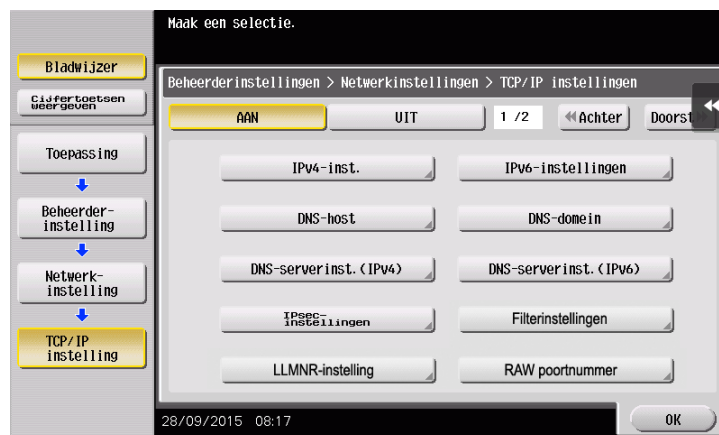 Maak een selectie.
Bladwijzer
Cijfertoetsen
weergeven
Beheerderinstellingen > Netwerkinstellingen > TCP/IP instellingen
AAN UIT 1 /2 Achter Doorst.
Toepassing
Beheerder-
instelling
Netwerk-
instelling
TCP/IP
instelling
IPv4-inst. IPv6-instellingen
DNS-host DNS-domein
DNS-serverinst.(IPv4) DNS-serverinst.(IPv6)
IPsec-
instellingen
Filterinstellingen
LLMNR-instelling RAW poortnummer
28/09/2015 08:17 OK